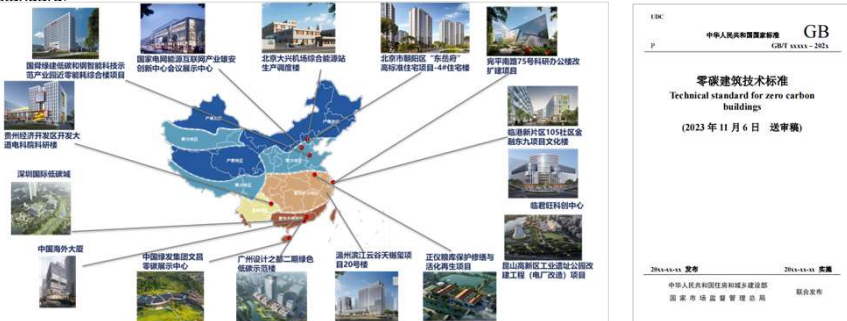 国舜绿建低碳和钢智能科技示
范产业园近零能耗综合楼项目
国家电网能源互联网产业雄安
创新中心会议展示中心
北京大兴机场综合能源站
生产调度楼
北京市朝阳区“东岳府”
高标准住宅项目-4#住宅楼
宛平南路75号科研办公楼改
扩建项目
贵州经济开发区开发大
道电科院科研楼
深圳国际低碳城
中国海外大厦
中国绿发集团文昌
零碳展示中心
广州设计之都二期绿色
低碳示范楼
温州滨江云谷天樾玺项
目20号楼
正仪粮库保护修缮与
活化再生项目
昆山高新区工业遗址公园改
建工程（电厂改造）项目
临君旺科创中心
临港新片区105社区金
融东九项目文化楼
严寒地区
UDC
中华人民共和国国家标准
GB
P
GB/T xxxxx – 202x
零碳建筑技术标准
Technical standard for zero carbon
buildings
(2023 年 11 月 6 日 送审稿)
20xx-xx-xx 发布
20xx-xx-xx 实施
中华人民共和国住房和城乡建设部
国家市场监督管理总局
联合发布